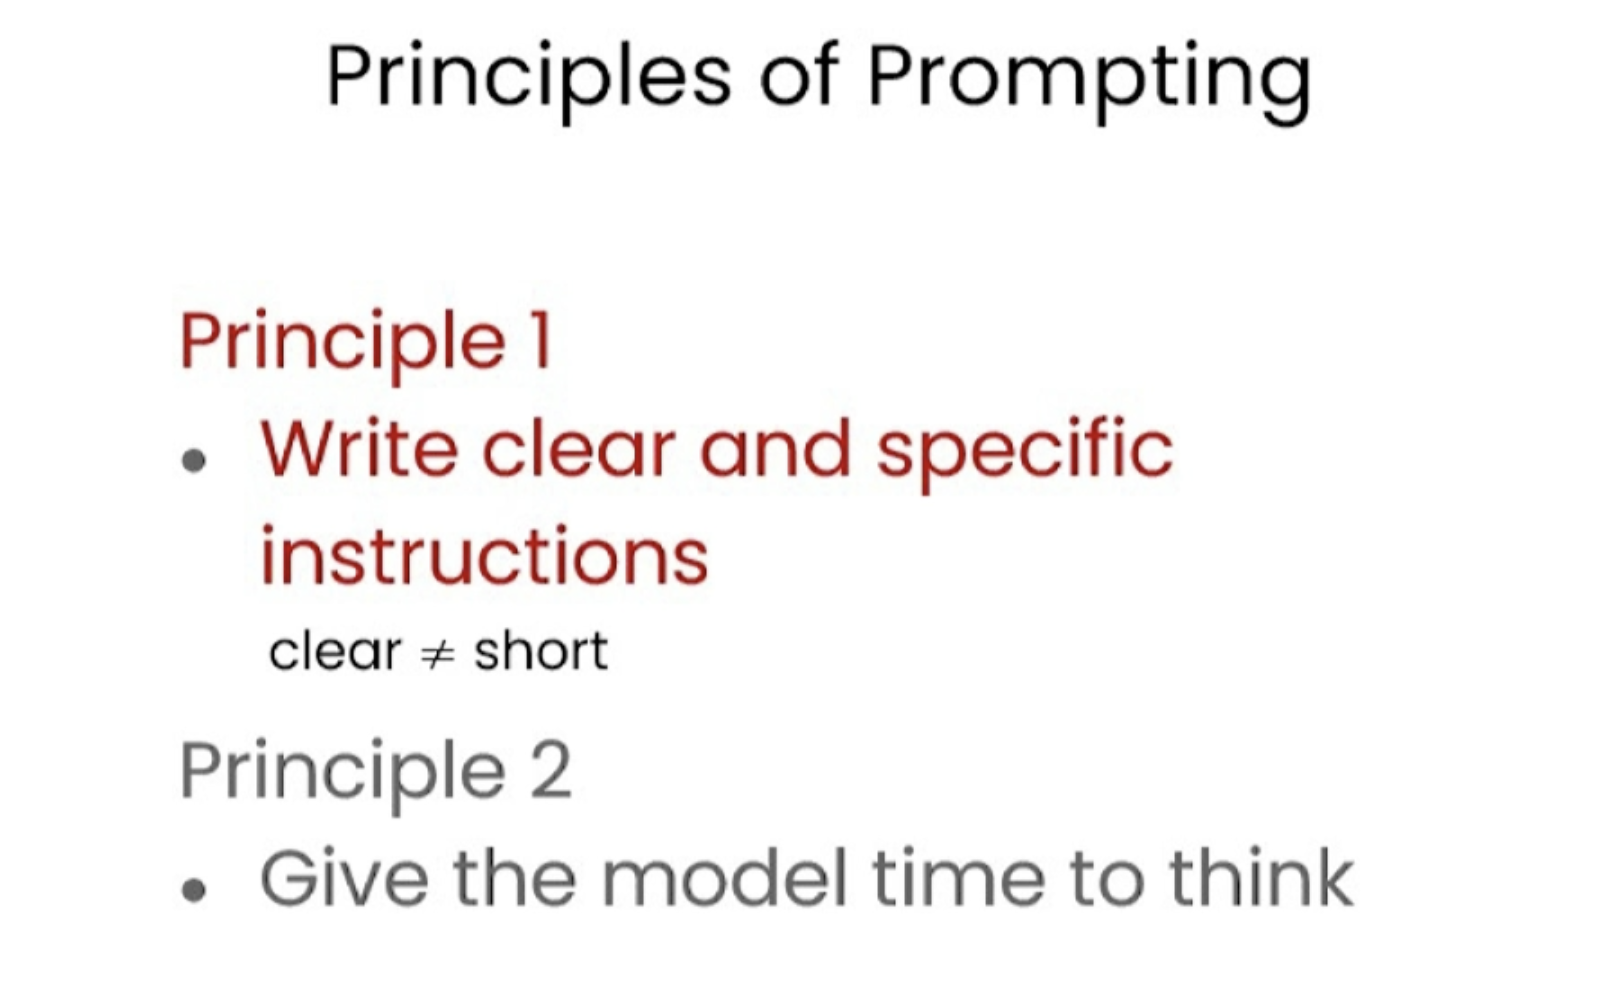 Principles of Prompting
Principle 1
• Write clear and specific
instructions
clear ≠ short
Principle 2
• Give the model time to think